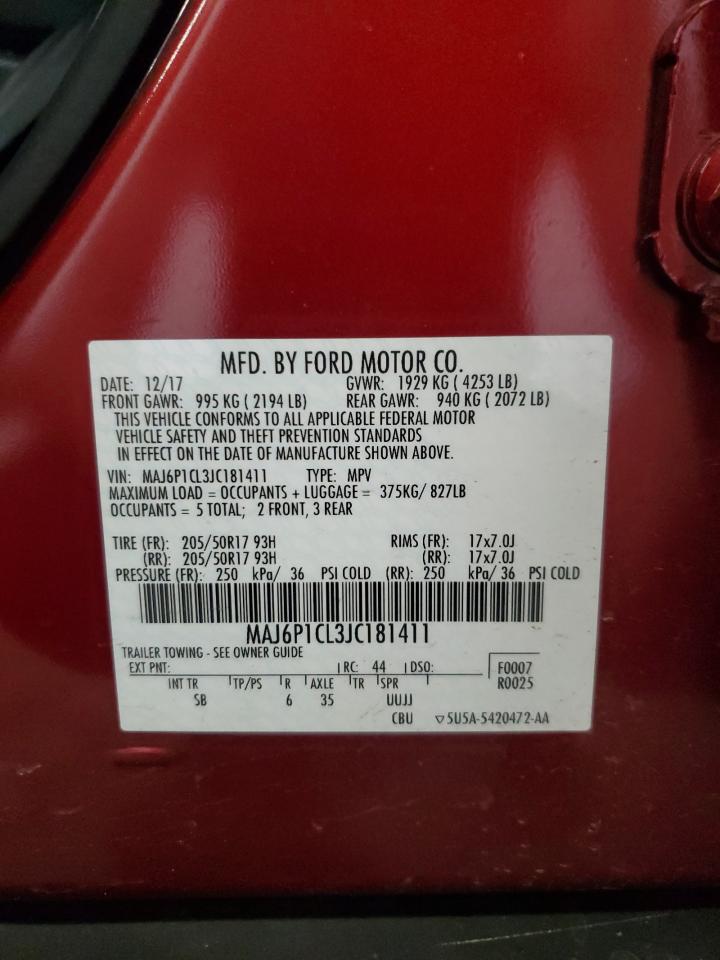 MFD. BY FORD MOTOR CO.
DATE: 12/17 GVWR: 1929 KG ( 4253 LB)
FRONT GAWR: 995 KG ( 2194 LB) REAR GAWR: 940 KG ( 2072 LB)
THIS VEHICLE CONFORMS TO ALL APPLICABLE FEDERAL MOTOR
VEHICLE SAFETY AND THEFT PREVENTION STANDARDS
IN EFFECT ON THE DATE OF MANUFACTURE SHOWN ABOVE.
VIN: MAJ6P1CL3JC181411 TYPE: MPV
MAXIMUM LOAD = OCCUPANTS + LUGGAGE = 375KG/ 827LB
OCCUPANTS = 5 TOTAL; 2 FRONT, 3 REAR
TIRE (FR): 205/50R17 93H RIMS (FR): 17x7.0J
(RR): 205/50R17 93H (RR): 17x7.0J
PRESSURE (FR): 250 kPa/ 36 PSI COLD (RR): 250 kPa/ 36 PSI COLD
MAJ6P1CL3JC181411
TRAILER TOWING - SEE OWNER GUIDE
EXT PNT: RC: 44 DSO: F0007
INT TR TP/PS R AXLE TR SPR R0025
SB 6 35 UUJJ
CBU ▽5U5A-5420472-AA